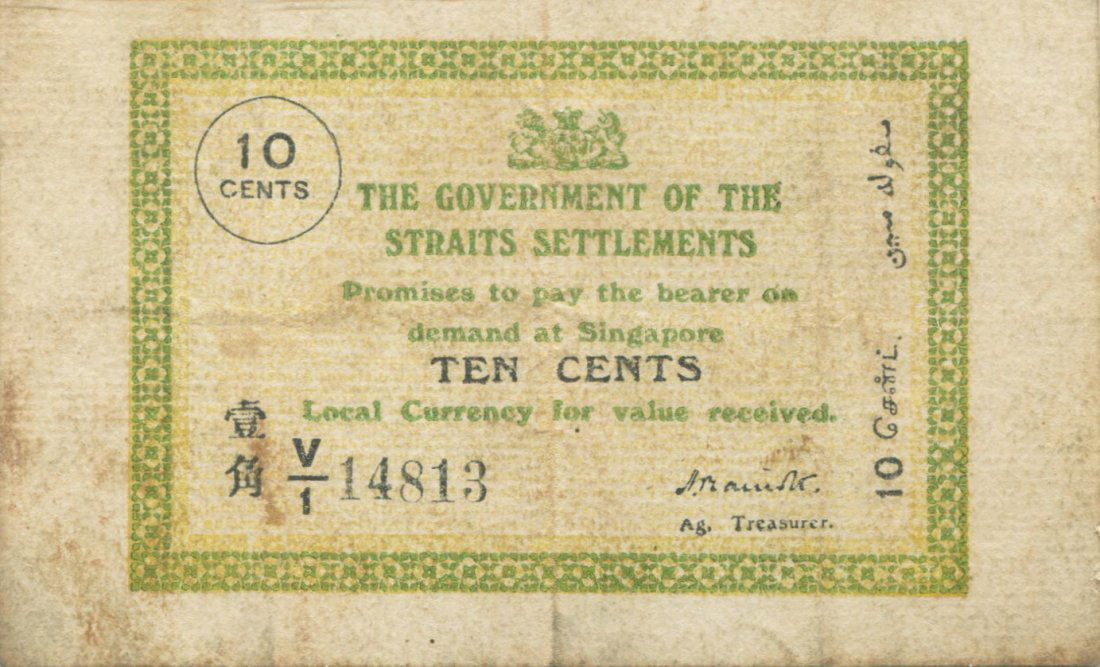 10
CENTS
THE GOVERNMENT OF THE
STRAITS SETTLEMENTS
Promises to pay the bearer on
demand at Singapore
TEN CENTS
Local Currency for value received.
壹
角
V/1 14813
Ag. Treasurer.
سڤوله
10 சென்ட்.